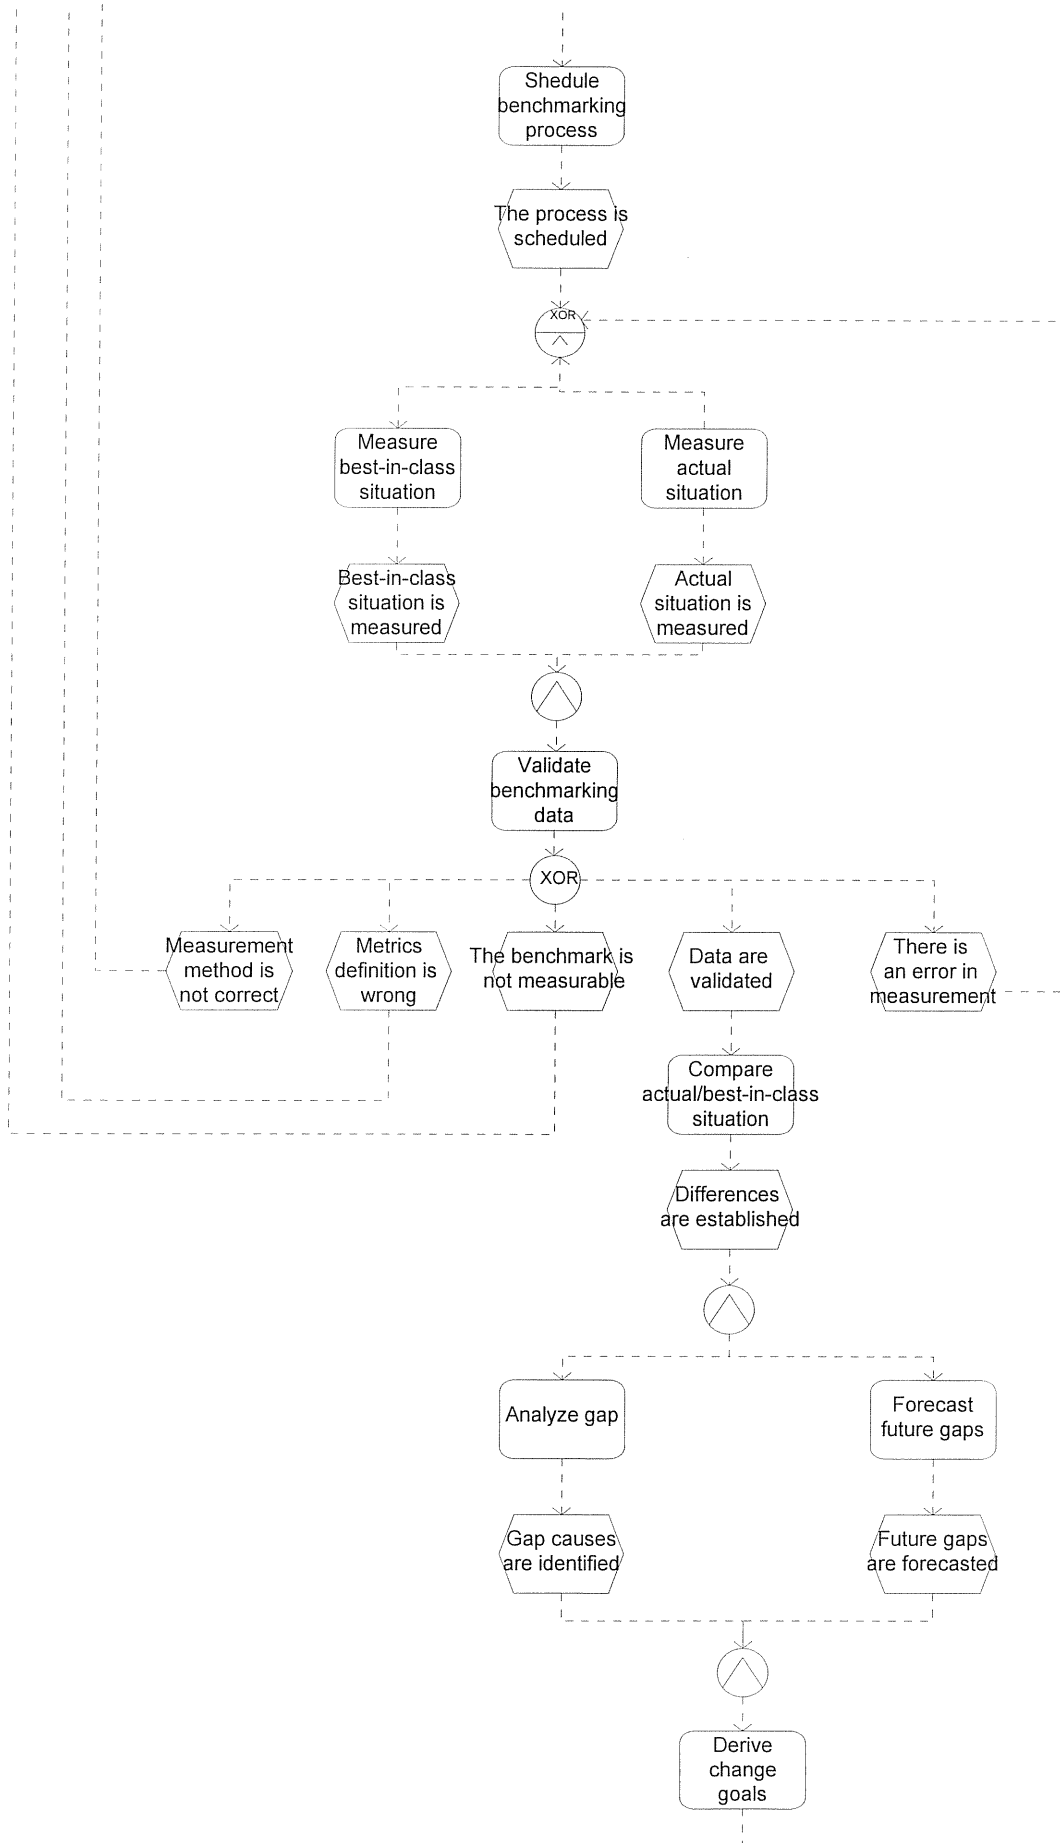 Shedule
benchmarking
process
The process is
scheduled
XOR
Measure
best-in-class
situation
Measure
actual
situation
Best-in-class
situation is
measured
Actual
situation is
measured
Validate
benchmarking
data
XOR
Measurement
method is
not correct
Metrics
definition is
wrong
The benchmark is
not measurable
Data are
validated
There is
an error in
measurement
Compare
actual/best-in-class
situation
Differences
are established
Analyze gap
Forecast
future gaps
Gap causes
are identified
Future gaps
are forecasted
Derive
change
goals